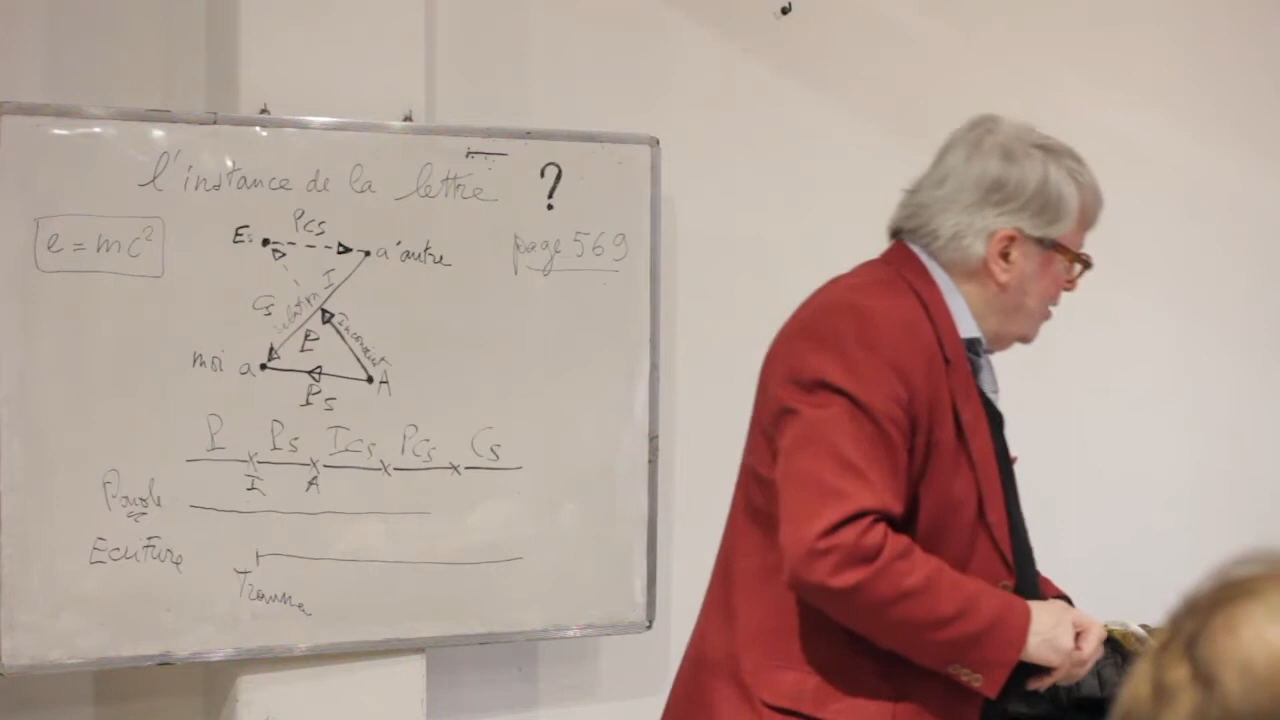 l'instance de la lettre ?
e = mc²
page 569
Pcs
Es
a'autre
I
Cs
relation
P
Inconscient
moi a
A
Ps
P Ps Ics Pcs Cs
I A
Parole
Ecriture
Trauma